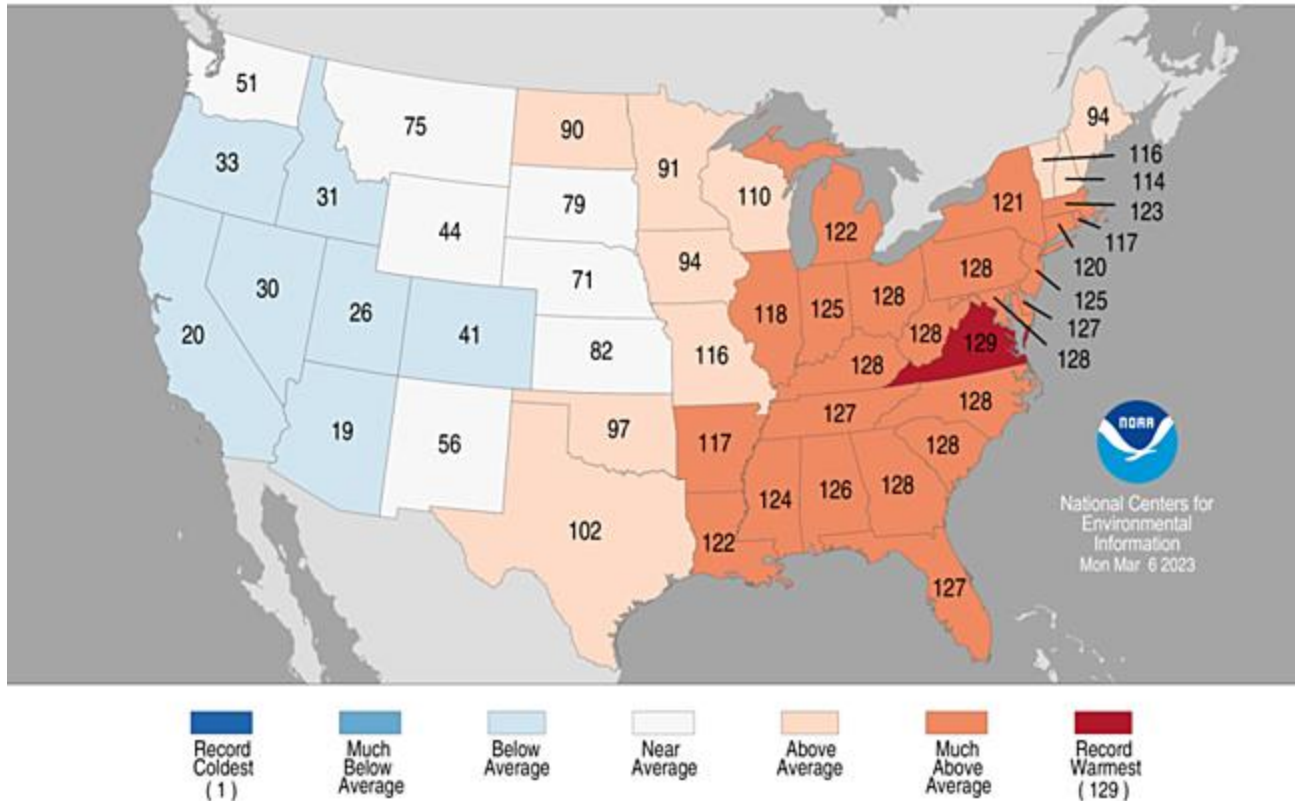 51
75
90
91
94
33
31
44
79
110
122
121
116
114
123
117
120
125
127
128
20
30
26
41
71
94
118
125
128
128
128
128
129
82
116
127
128
19
56
97
117
124
126
128
128
102
122
127
NOAA
National Centers for
Environmental
Information
Mon Mar 6 2023
Record
Coldest
(1)
Much
Below
Average
Below
Average
Near
Average
Above
Average
Much
Above
Average
Record
Warmest
(129)